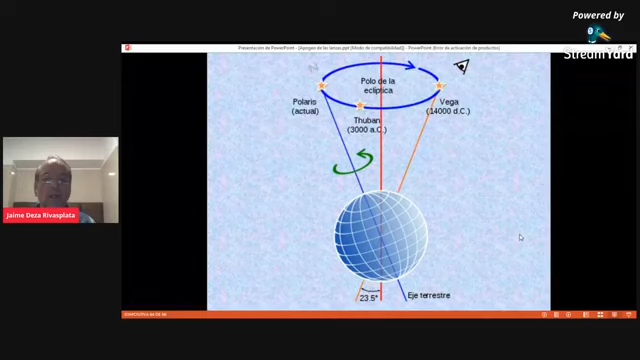 Powered by
StreamYard
Presentación de PowerPoint - [Apogeo de las lanzas.ppt [Modo de compatibilidad]] - PowerPoint (Error de activación de productos)
N
Polo de la
eclíptica
Polaris
(actual)
Vega
(14000 d.C.)
Thuban
(3000 a.C.)
Jaime Deza Rivasplata
23.5°
Eje terrestre